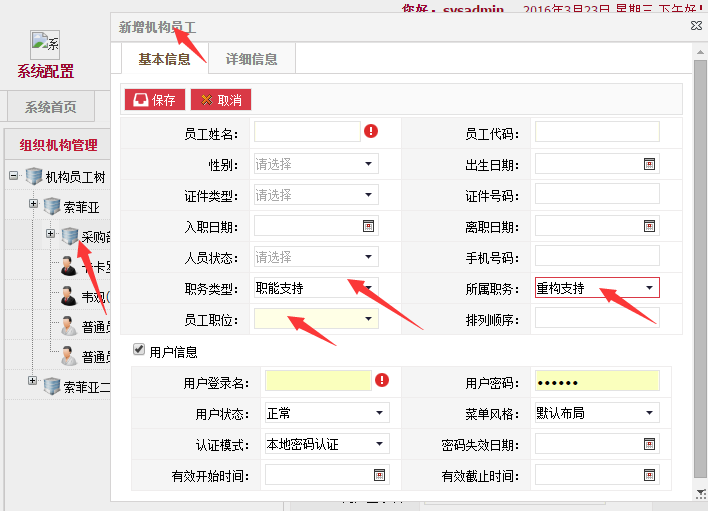 您好，sysadmin 2016年3月23日 星期三 下午好!
新增机构员工
系
系统配置
基本信息 详细信息
保存 取消
系统首页
组织机构管理
机构员工树
索菲亚
采购部
普通员
普通员
索菲亚二
员工姓名: 员工代码:
性别: 请选择 出生日期:
证件类型: 请选择 证件号码:
入职日期: 离职日期:
人员状态: 请选择 手机号码:
职务类型: 职能支持 所属职务: 重构支持
员工职位: 排列顺序:
用户信息
用户登录名: 用户密码: ••••••
用户状态: 正常 菜单风格: 默认布局
认证模式: 本地密码认证 密码失效日期:
有效开始时间: 有效截止时间: